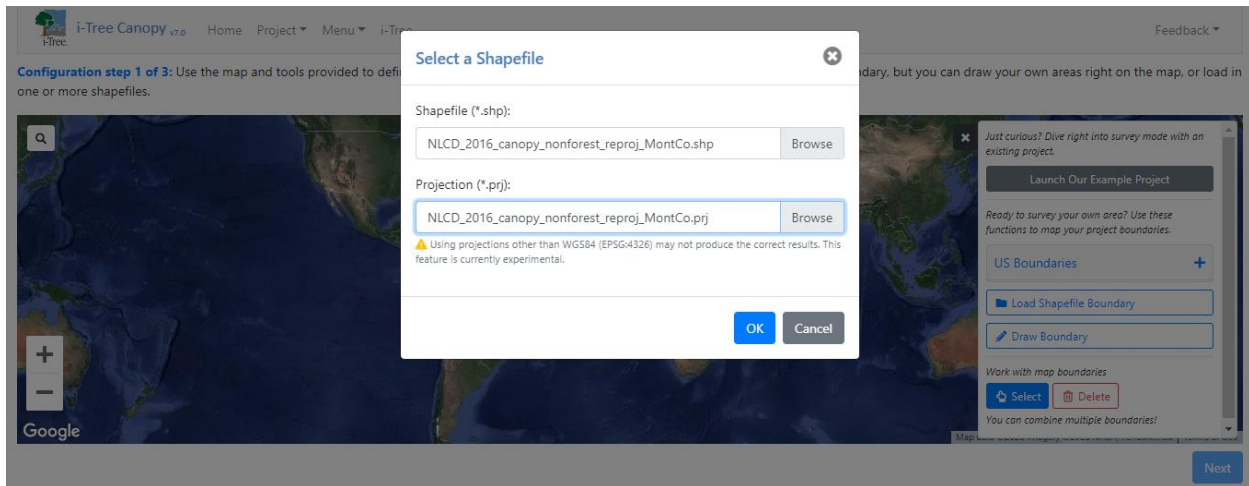 i-Tree
i-Tree Canopy v7.0 Home Project Menu i-Tree
Feedback
Configuration step 1 of 3: Use the map and tools provided to defi
dary, but you can draw your own areas right on the map, or load in
one or more shapefiles.
Select a Shapefile
Shapefile (*.shp):
NLCD_2016_canopy_nonforest_reproj_MontCo.shp Browse
Projection (*.prj):
NLCD_2016_canopy_nonforest_reproj_MontCo.prj Browse
Using projections other than WGS84 (EPSG:4326) may not produce the correct results. This
feature is currently experimental.
OK Cancel
Just curious? Dive right into survey mode with an
existing project.
Launch Our Example Project
Ready to survey your own area? Use these
functions to map your project boundaries.
US Boundaries +
Load Shapefile Boundary
Draw Boundary
Work with map boundaries
Select Delete
You can combine multiple boundaries!
Google
Next